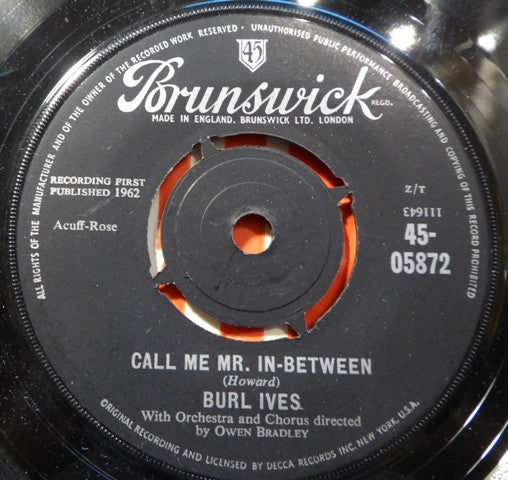 ALL RIGHTS OF THE MANUFACTURER AND OF THE OWNER OF THE RECORDED WORK RESERVED - UNAUTHORISED PUBLIC PERFORMANCE BROADCASTING AND COPYING OF THIS RECORD PROHIBITED
45
Brunswick REGD.
MADE IN ENGLAND. BRUNSWICK LTD. LONDON
RECORDING FIRST
PUBLISHED 1962
Acuff-Rose
T/Z
111643
45-
05872
CALL ME MR. IN-BETWEEN
(Howard)
BURL IVES
With Orchestra and Chorus directed
by OWEN BRADLEY
ORIGINAL RECORDING AND LICENSED BY DECCA RECORDS INC. NEW YORK, U.S.A.